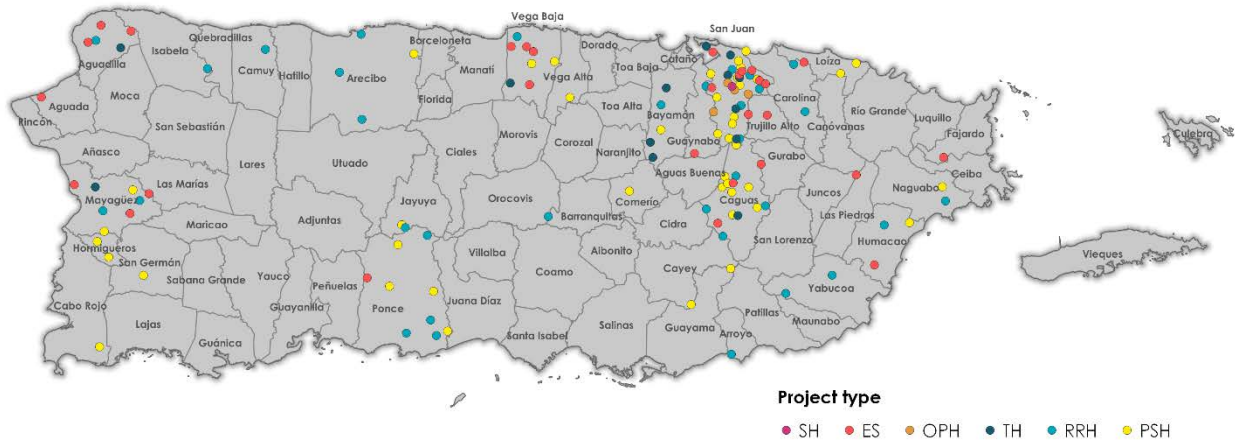 Vega Baja
San Juan
Isabela
Quebradillas
Camuy
Hatillo
Arecibo
Barceloneta
Manatí
Dorado
Vega Alta
Toa Baja
Cataño
Loíza
Aguadilla
Aguada
Moca
Florida
Toa Alta
Bayamón
Carolina
Río Grande
Rincón
San Sebastián
Morovis
Corozal
Naranjito
Guaynabo
Trujillo Alto
Canóvanas
Luquillo
Fajardo
Culebra
Añasco
Lares
Utuado
Ciales
Las Marías
Aguas Buenas
Gurabo
Ceiba
Mayagüez
Maricao
Adjuntas
Jayuya
Orocovis
Barranquitas
Comerío
Caguas
Juncos
Naguabo
Cidra
Las Piedras
Hormigueros
San Germán
Sabana Grande
Yauco
Peñuelas
Villalba
Aibonito
San Lorenzo
Humacao
Vieques
Coamo
Cayey
Yabucoa
Cabo Rojo
Lajas
Guánica
Guayanilla
Ponce
Juana Díaz
Santa Isabel
Salinas
Guayama
Arroyo
Patillas
Maunabo
Project type
SH ES OPH TH RRH PSH